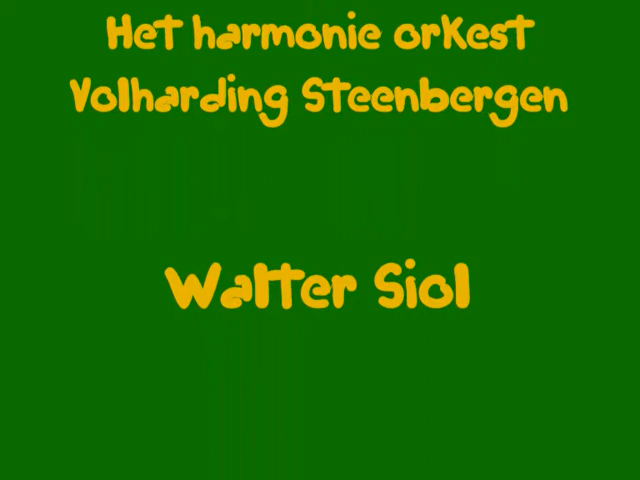 Het harmonie orkest
Volharding Steenbergen
Walter Siol